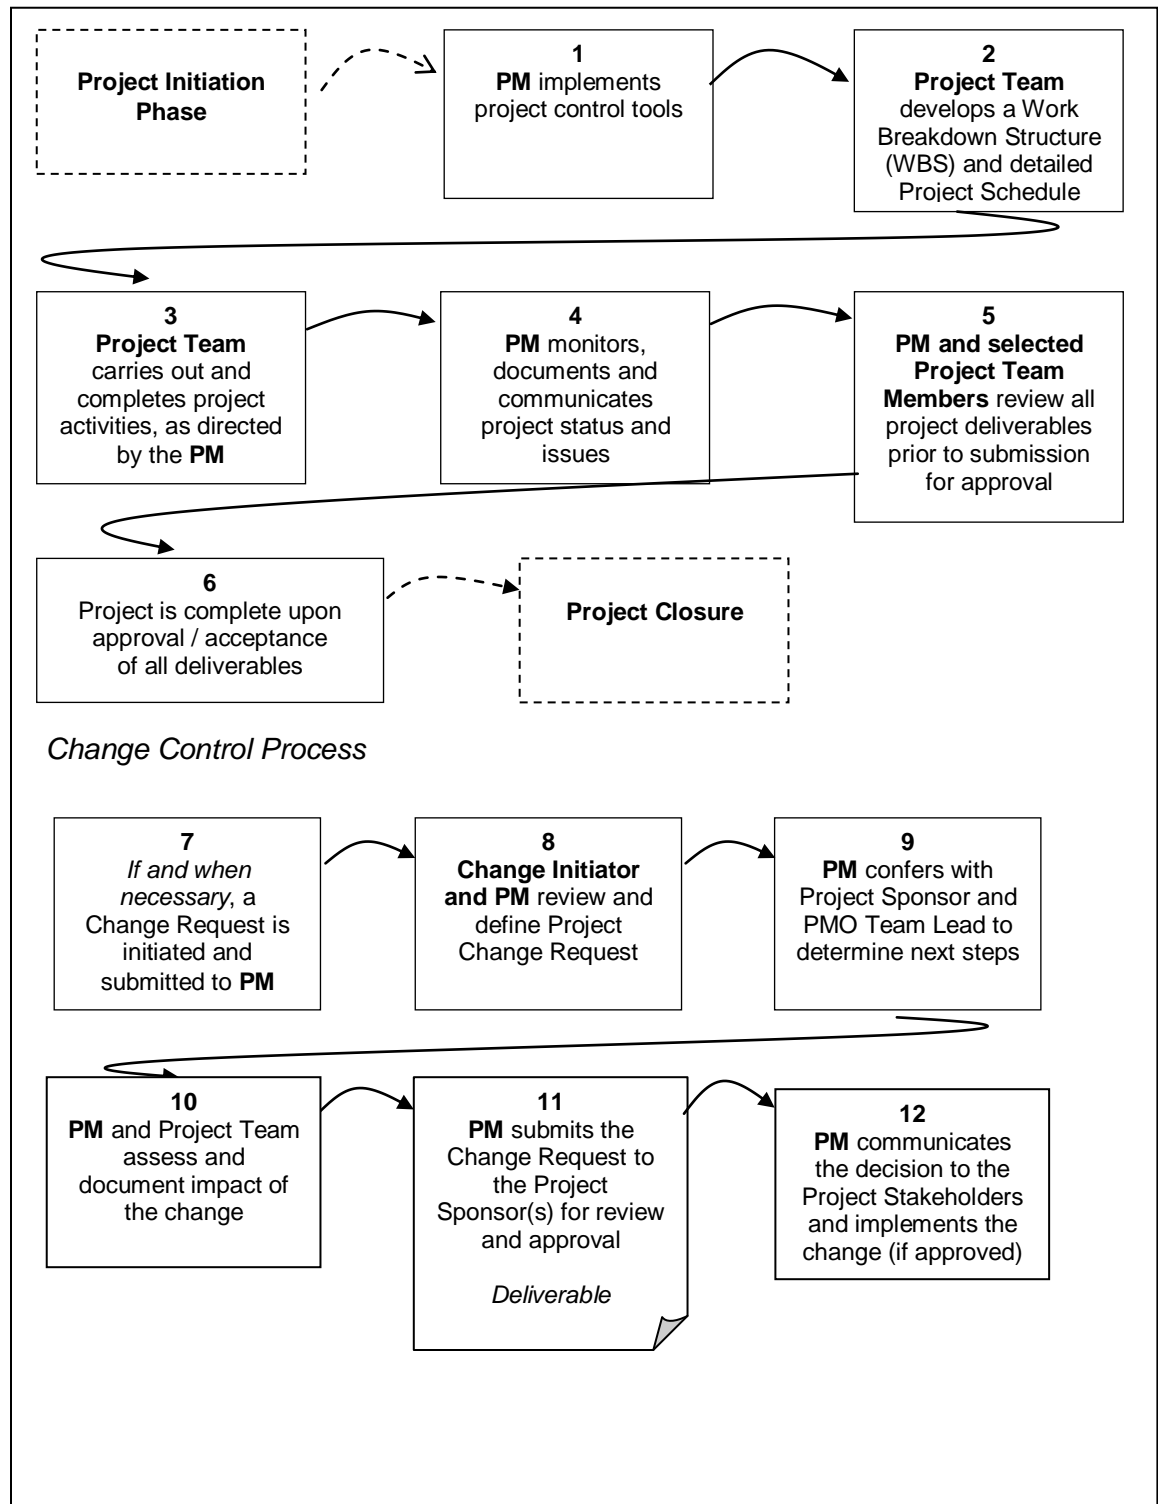 Project Initiation
Phase
1
PM implements
project control tools
2
Project Team
develops a Work
Breakdown Structure
(WBS) and detailed
Project Schedule
3
Project Team
carries out and
completes project
activities, as directed
by the PM
4
PM monitors,
documents and
communicates
project status and
issues
5
PM and selected
Project Team
Members review all
project deliverables
prior to submission
for approval
6
Project is complete upon
approval / acceptance
of all deliverables
Project Closure
Change Control Process
7
If and when
necessary, a
Change Request is
initiated and
submitted to PM
8
Change Initiator
and PM review and
define Project
Change Request
9
PM confers with
Project Sponsor and
PMO Team Lead to
determine next steps
10
PM and Project Team
assess and
document impact of
the change
11
PM submits the
Change Request to
the Project
Sponsor(s) for review
and approval
Deliverable
12
PM communicates
the decision to the
Project Stakeholders
and implements the
change (if approved)